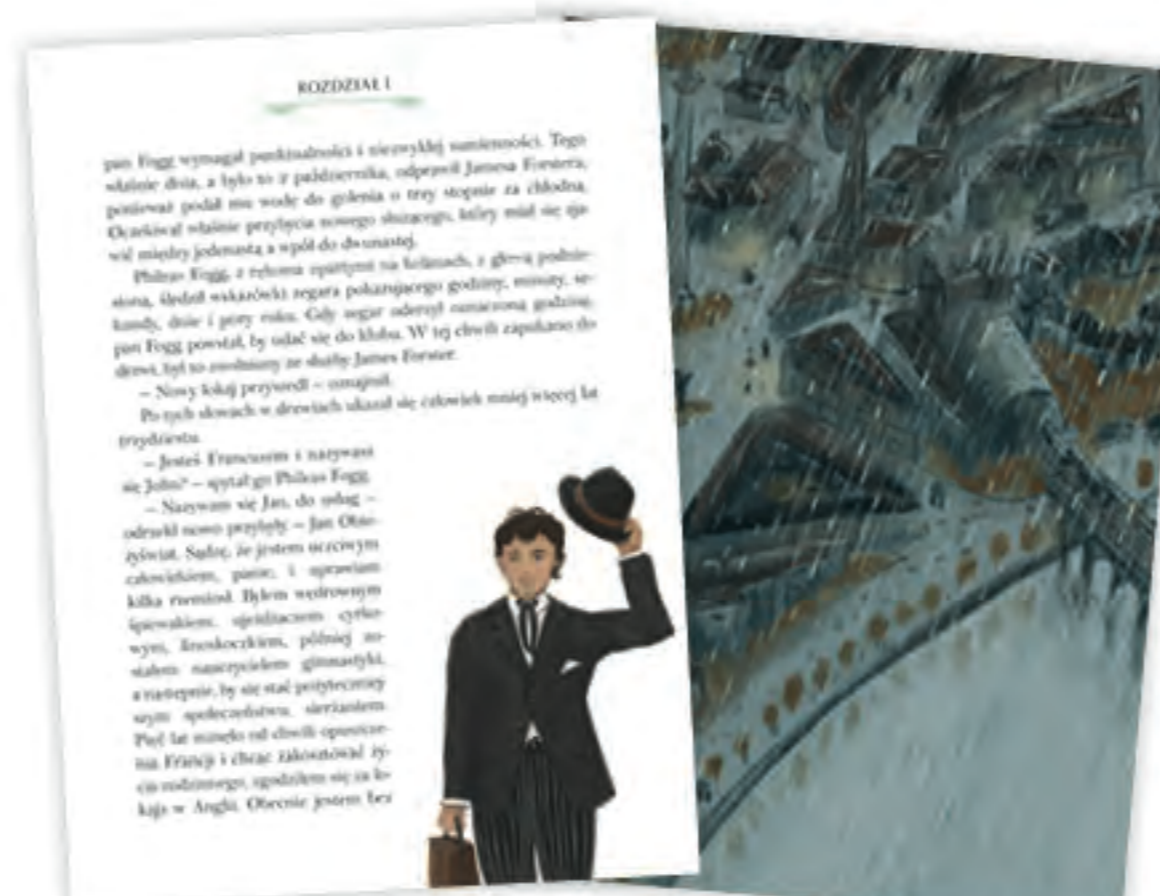 ROZDZIAŁ I
pan Fogg wymagał punktualności i niezwykłej sumienności. Tego
właśnie dnia, a było to 2 października, odprawił Jamesa Forstera,
ponieważ podał mu wodę do golenia o trzy stopnie za chłodną.
Oczekiwał właśnie przybycia nowego służącego, który miał się zja-
wić między jedenastą a wpół do dwunastej.
Phileas Fogg, z rękoma opartymi na kolanach, z głową podnie-
sioną, śledził wskazówki zegara pokazującego godziny, minuty, se-
kundy, dnie i pory roku. Gdy zegar uderzył oznaczoną godzinę,
pan Fogg powstał, by udać się do klubu. W tej chwili zapukano do
drzwi, był to zwolniony ze służby James Forster.
– Nowy lokaj przyszedł – oznajmił.
Po tych słowach w drzwiach ukazał się człowiek mniej więcej lat
trzydziestu.
– Jesteś Francuzem i nazywasz
się John? – spytał go Phileas Fogg.
– Nazywam się Jan, do usług –
odrzekł nowo przybyły. – Jan Obie-
żyświat. Sądzę, że jestem uczciwym
człowiekiem, panie, i uprawiam
kilka rzemiosł. Byłem wędrownym
śpiewakiem, ujeżdżaczem cyrko-
wym, linoskoczkiem, później zo-
stałem nauczycielem gimnastyki,
a następnie, by się stać pożyteczniej-
szym społeczeństwu, sierżantem
Pięć lat minęło od chwili opuszcze-
nia Francji i chcąc zakosztować ży-
cia rodzinnego, zgodziłem się za lo-
kaja w Anglii. Obecnie jestem bez